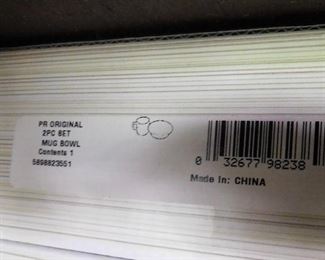 PR ORIGINAL
2PC SET
MUG BOWL
Contents 1
5898823551
0 32677 98238
Made in: CHINA